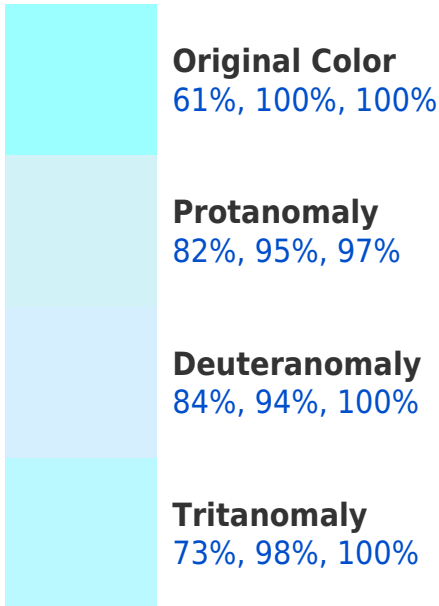 Original Color
61%, 100%, 100%
Protanomaly
82%, 95%, 97%
Deuteranomaly
84%, 94%, 100%
Tritanomaly
73%, 98%, 100%